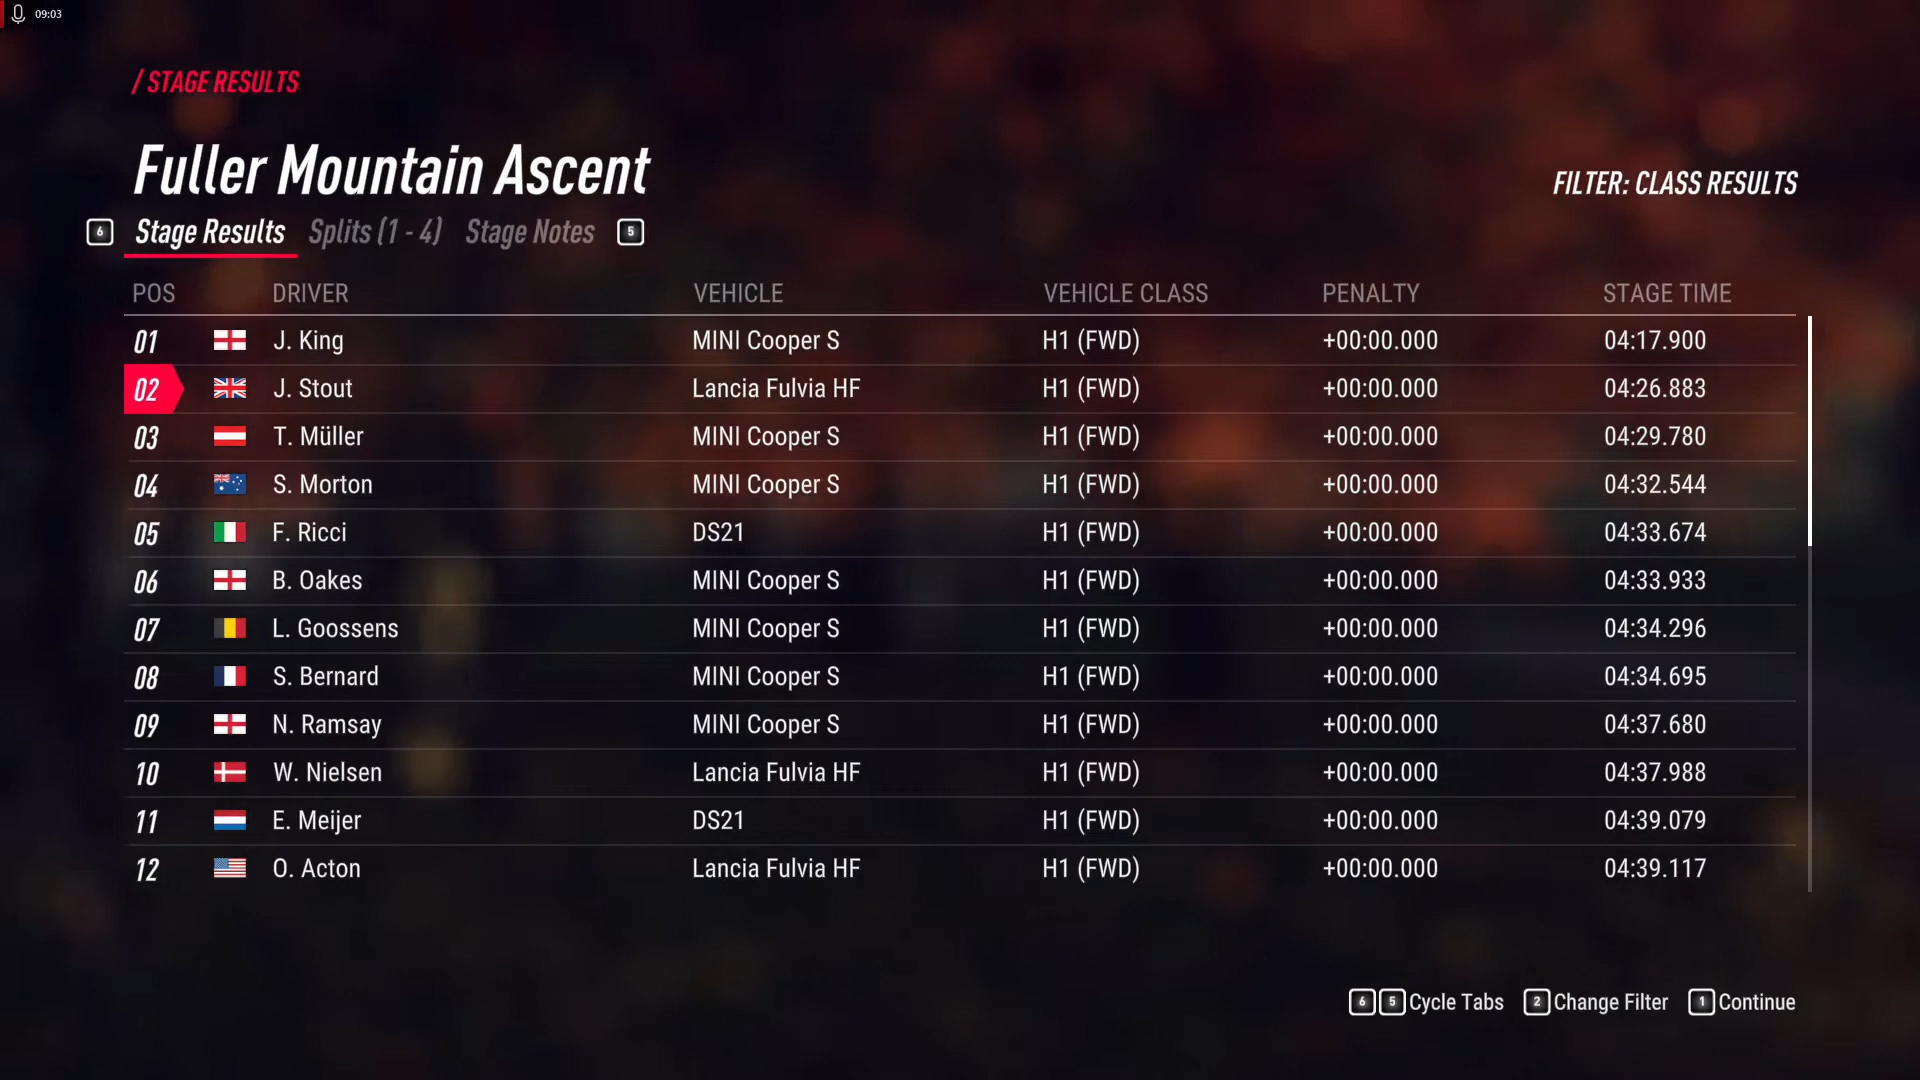 09:03
/ STAGE RESULTS
Fuller Mountain Ascent
FILTER: CLASS RESULTS
6 Stage Results Splits (1 - 4) Stage Notes 5
POS DRIVER VEHICLE VEHICLE CLASS PENALTY STAGE TIME
01 J. King MINI Cooper S H1 (FWD) +00:00.000 04:17.900
02 J. Stout Lancia Fulvia HF H1 (FWD) +00:00.000 04:26.883
03 T. Müller MINI Cooper S H1 (FWD) +00:00.000 04:29.780
04 S. Morton MINI Cooper S H1 (FWD) +00:00.000 04:32.544
05 F. Ricci DS21 H1 (FWD) +00:00.000 04:33.674
06 B. Oakes MINI Cooper S H1 (FWD) +00:00.000 04:33.933
07 L. Goossens MINI Cooper S H1 (FWD) +00:00.000 04:34.296
08 S. Bernard MINI Cooper S H1 (FWD) +00:00.000 04:34.695
09 N. Ramsay MINI Cooper S H1 (FWD) +00:00.000 04:37.680
10 W. Nielsen Lancia Fulvia HF H1 (FWD) +00:00.000 04:37.988
11 E. Meijer DS21 H1 (FWD) +00:00.000 04:39.079
12 O. Acton Lancia Fulvia HF H1 (FWD) +00:00.000 04:39.117
6 5 Cycle Tabs 2 Change Filter 1 Continue